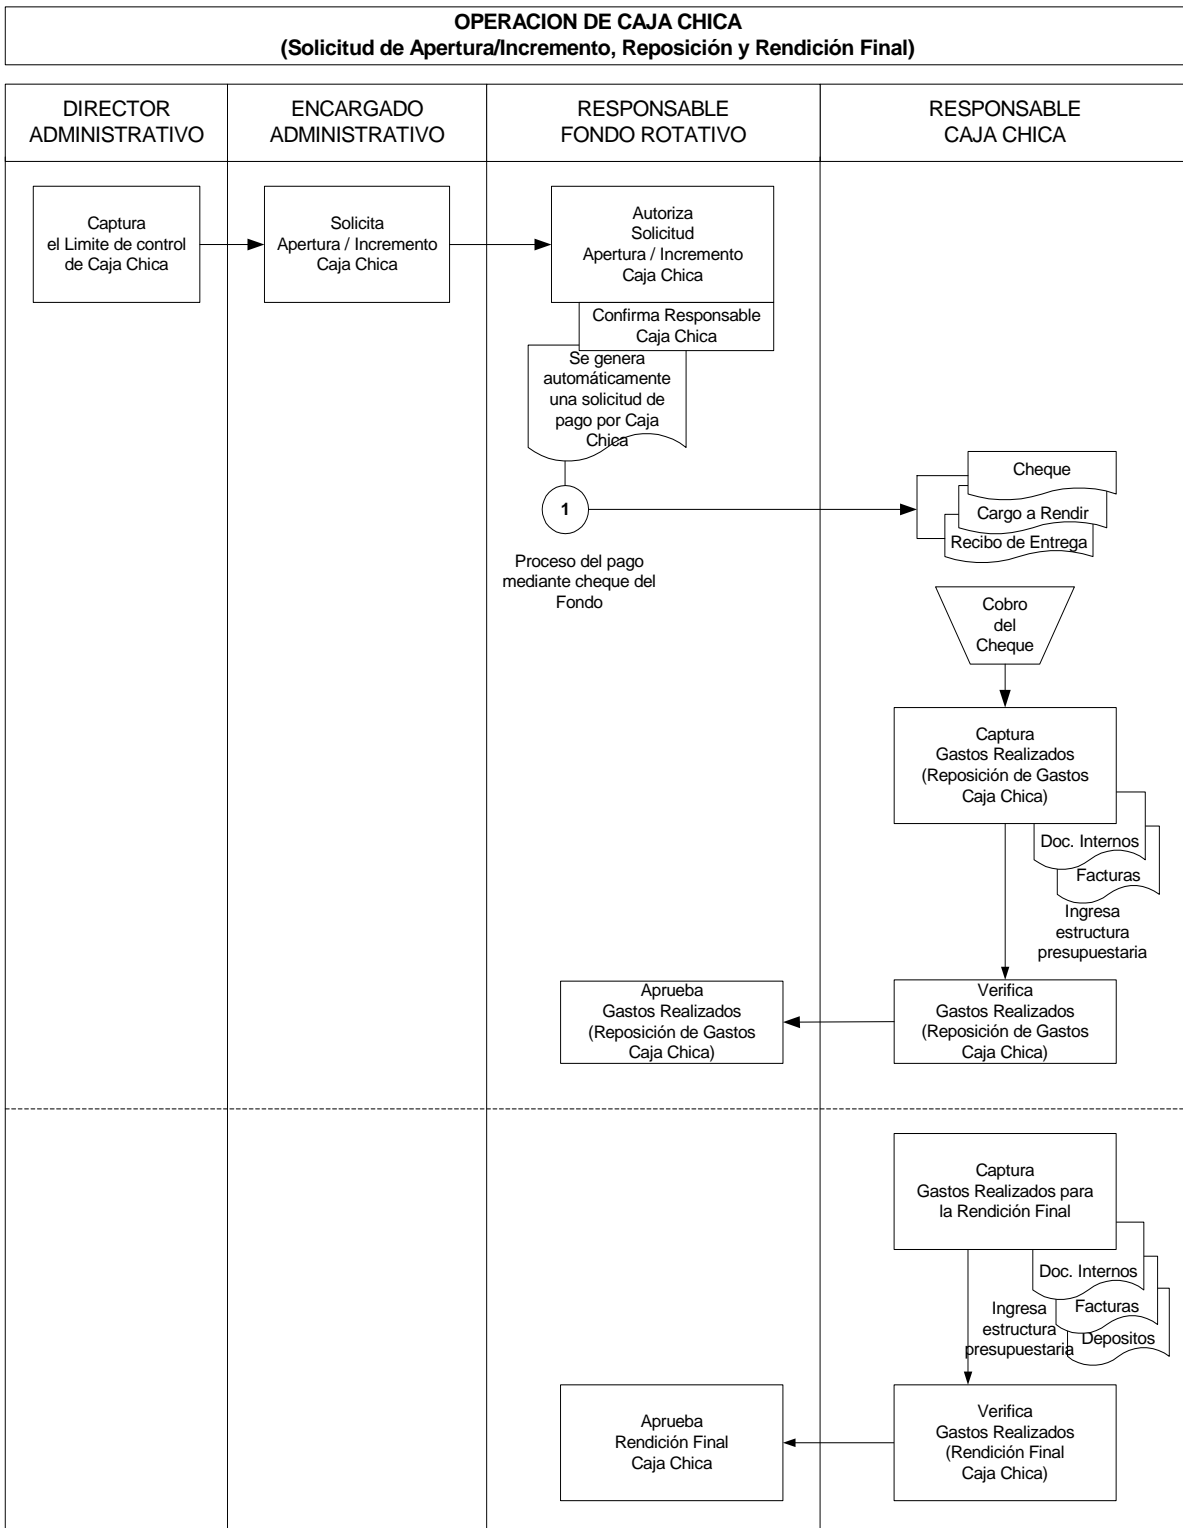 OPERACION DE CAJA CHICA
(Solicitud de Apertura/Incremento, Reposición y Rendición Final)
DIRECTOR
ADMINISTRATIVO
ENCARGADO
ADMINISTRATIVO
RESPONSABLE
FONDO ROTATIVO
RESPONSABLE
CAJA CHICA
Captura
el Limite de control
de Caja Chica
Solicita
Apertura / Incremento
Caja Chica
Autoriza
Solicitud
Apertura / Incremento
Caja Chica
Confirma Responsable
Caja Chica
Se genera
automáticamente
una solicitud de
pago por Caja
Chica
1
Proceso del pago
mediante cheque del
Fondo
Cheque
Cargo a Rendir
Recibo de Entrega
Cobro
del
Cheque
Captura
Gastos Realizados
(Reposición de Gastos
Caja Chica)
Doc. Internos
Facturas
Ingresa
estructura
presupuestaria
Verifica
Gastos Realizados
(Reposición de Gastos
Caja Chica)
Aprueba
Gastos Realizados
(Reposición de Gastos
Caja Chica)
Captura
Gastos Realizados para
la Rendición Final
Doc. Internos
Facturas
Depositos
Ingresa
estructura
presupuestaria
Verifica
Gastos Realizados
(Rendición Final
Caja Chica)
Aprueba
Rendición Final
Caja Chica